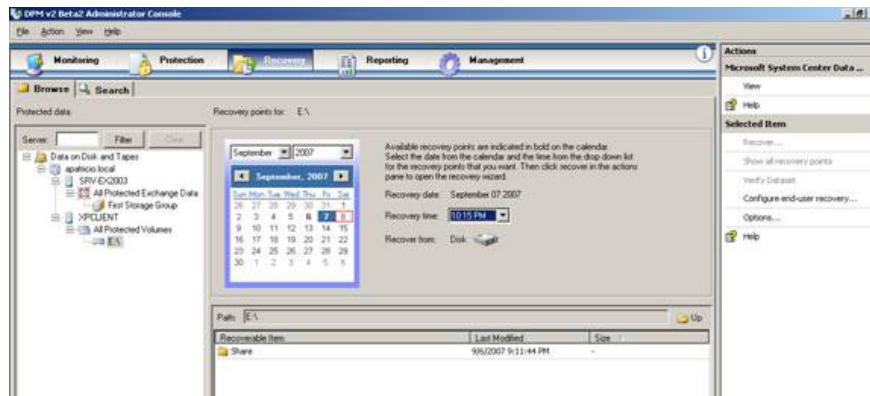 DPM v2 Beta2 Administrator Console
File Action View Help
Monitoring Protection Recovery Reporting Management
Browse Search
Protected data:
Server: Filter Clear
Data on Disk and Tapes
apatricio.local
SRV-EX2003
All Protected Exchange Data
First Storage Group
XPCLIENT
All Protected Volumes
E:\
Recovery points for: E:\
September 2007
September, 2007
Sun Mon Tue Wed Thu Fri Sat
26 27 28 29 30 31 1
2 3 4 5 6 7 8
9 10 11 12 13 14 15
16 17 18 19 20 21 22
23 24 25 26 27 28 29
30 1 2 3 4 5 6
Available recovery points are indicated in bold on the calendar.
Select the date from the calendar and the time from the drop down list
for the recovery points that you want. Then click recover in the actions
pane to open the recovery wizard.
Recovery date: September 07 2007
Recovery time: 10:15 PM
Recover from: Disk
Path: E:\ Up
Recoverable Item Last Modified Size
Share 9/6/2007 9:11:44 PM -
Actions
Microsoft System Center Data ...
View
Help
Selected Item
Recover...
Show all recovery points
Verify Dataset
Configure end-user recovery...
Options...
Help